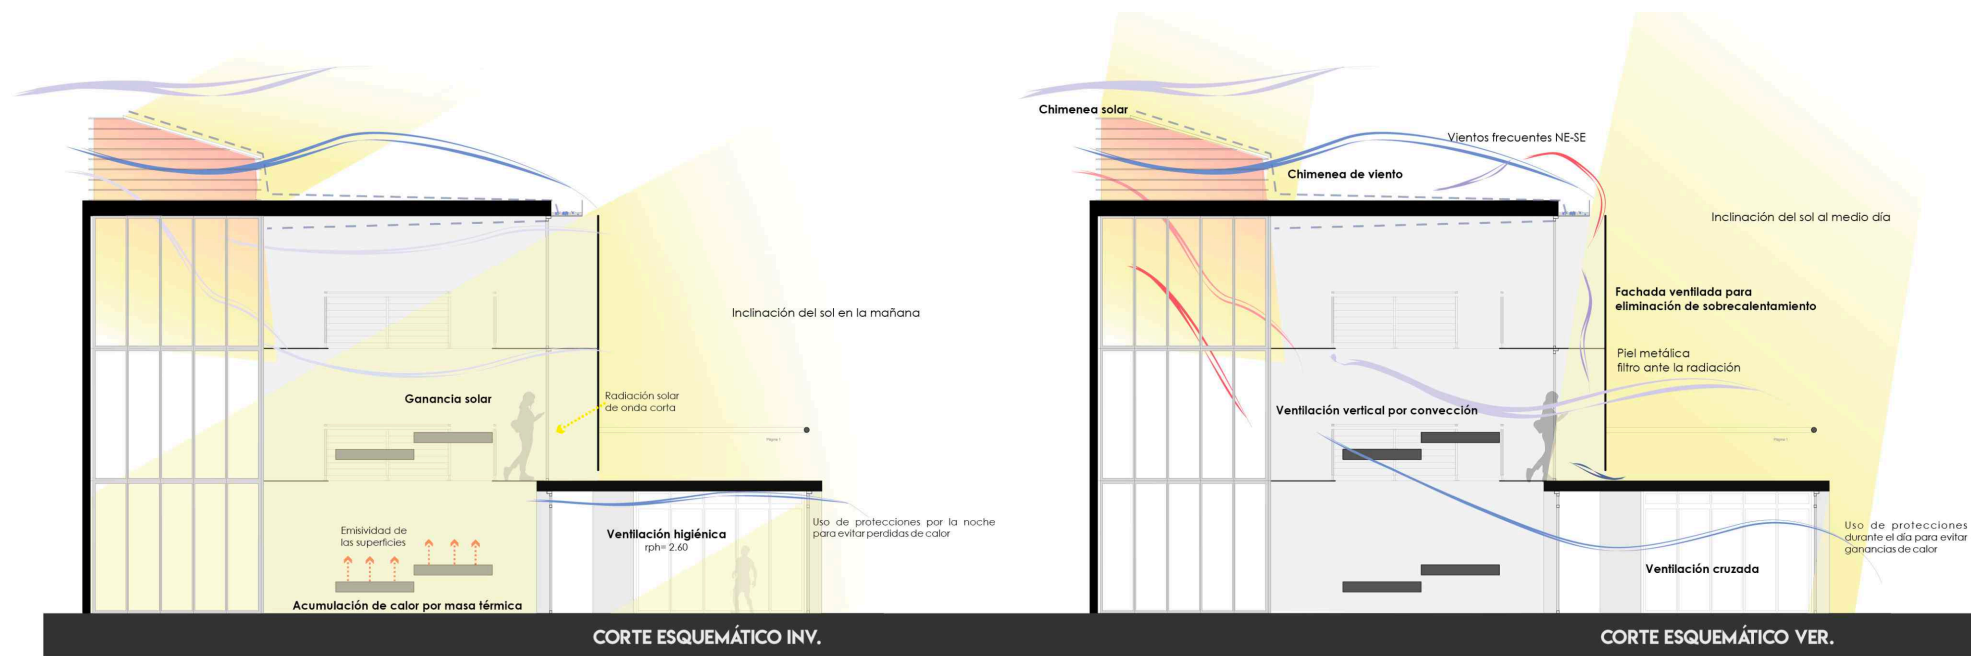 Inclinación del sol en la mañana
Ganancia solar
Radiación solar
de onda corta
Página 1
Emisividad de
las superficies
Ventilación higiénica
rph= 2.60
Uso de protecciones por la noche
para evitar perdidas de calor
Acumulación de calor por masa térmica
CORTE ESQUEMÁTICO INV.
Chimenea solar
Vientos frecuentes NE-SE
Chimenea de viento
Inclinación del sol al medio día
Fachada ventilada para
eliminación de sobrecalentamiento
Piel metálica
filtro ante la radiación
Ventilación vertical por convección
Página 1
Uso de protecciones
durante el día para evitar
ganancias de calor
Ventilación cruzada
CORTE ESQUEMÁTICO VER.